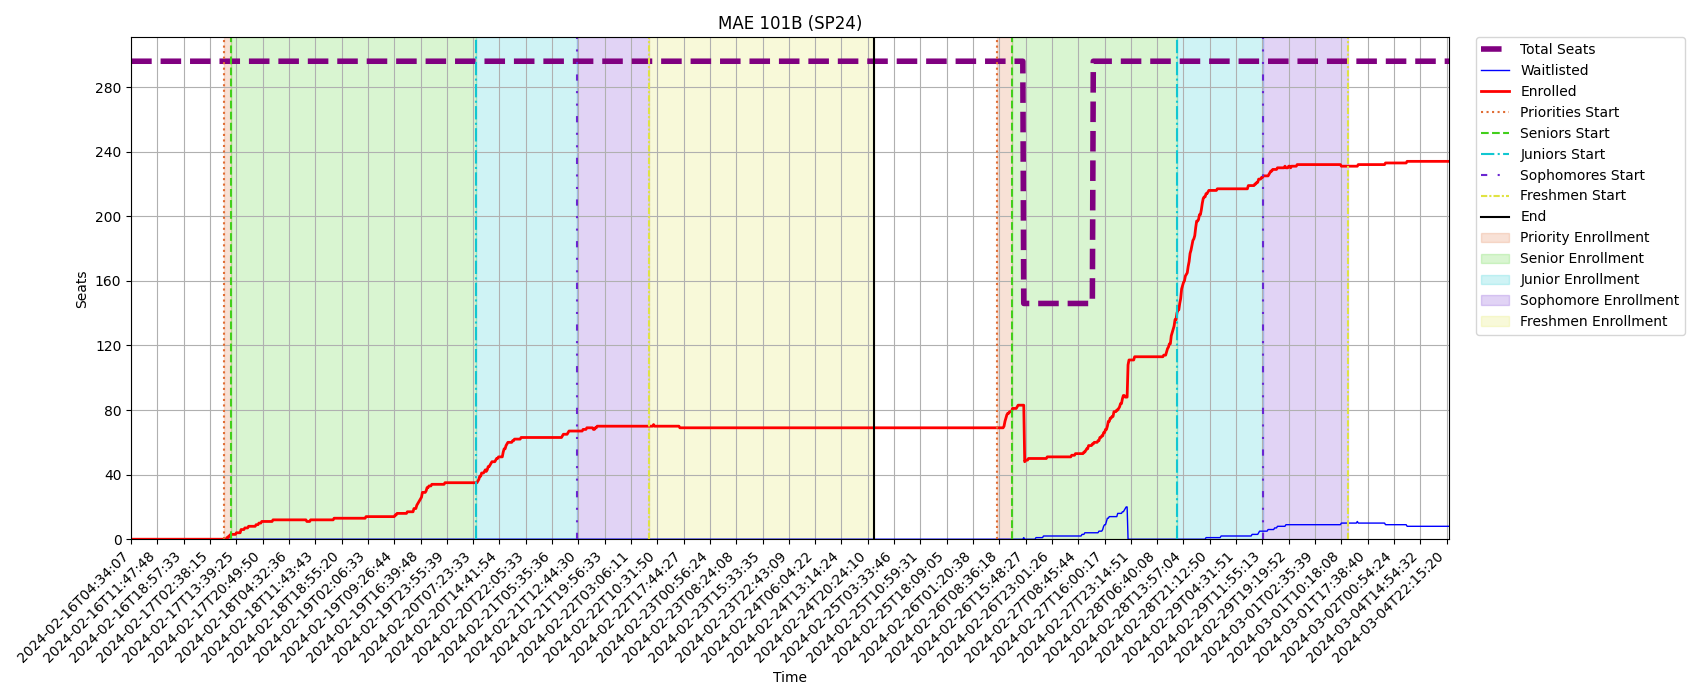 MAE 101B (SP24)
Seats
280
240
200
160
120
80
40
0
2024-02-16T04:34:07
2024-02-16T11:47:48
2024-02-16T18:57:33
2024-02-17T02:38:15
2024-02-17T13:39:25
2024-02-17T20:49:50
2024-02-18T04:32:36
2024-02-18T11:43:43
2024-02-18T18:55:20
2024-02-19T02:06:33
2024-02-19T09:26:44
2024-02-19T16:39:48
2024-02-19T23:55:39
2024-02-20T07:23:33
2024-02-20T14:41:54
2024-02-20T22:05:33
2024-02-21T05:35:36
2024-02-21T12:44:30
2024-02-21T19:56:33
2024-02-22T03:06:11
2024-02-22T10:31:50
2024-02-22T17:44:27
2024-02-23T00:56:24
2024-02-23T08:24:08
2024-02-23T15:33:35
2024-02-23T22:43:09
2024-02-24T06:04:22
2024-02-24T13:14:24
2024-02-24T20:24:10
2024-02-25T03:33:46
2024-02-25T10:59:31
2024-02-25T18:09:05
2024-02-26T01:20:38
2024-02-26T08:36:18
2024-02-26T15:48:27
2024-02-26T23:01:26
2024-02-27T08:45:44
2024-02-27T16:00:17
2024-02-27T23:14:51
2024-02-28T06:40:09
2024-02-28T13:57:04
2024-02-28T21:12:50
2024-02-29T04:31:51
2024-02-29T11:55:13
2024-02-29T19:19:52
2024-03-01T02:35:39
2024-03-01T10:18:08
2024-03-01T17:38:40
2024-03-02T00:54:24
2024-03-04T14:54:32
2024-03-04T22:15:20
Time
Total Seats
Waitlisted
Enrolled
Priorities Start
Seniors Start
Juniors Start
Sophomores Start
Freshmen Start
End
Priority Enrollment
Senior Enrollment
Junior Enrollment
Sophomore Enrollment
Freshmen Enrollment